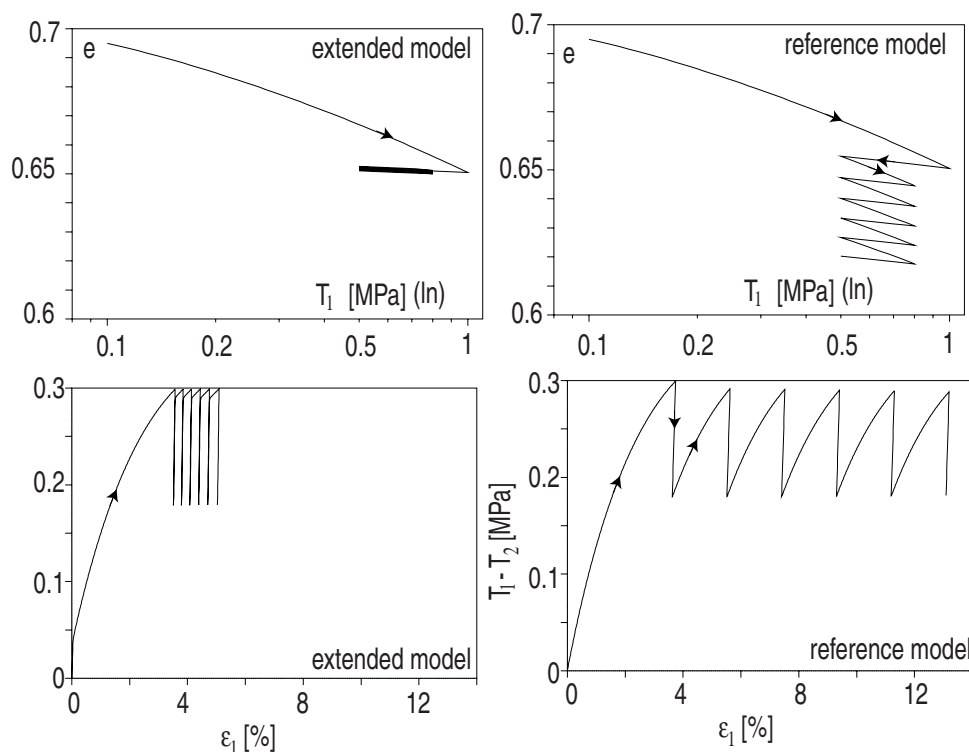 0.7
e
extended model
0.65
0.6
T1 [MPa] (ln)
0.1 0.2 0.5 1
0.7
e
reference model
0.65
0.6
T1 [MPa] (ln)
0.1 0.2 0.5 1
0.3
0.2
0.1
0
extended model
0 4 8 12
ε1 [%]
0.3
0.2
0.1
0
T1 - T2 [MPa]
reference model
0 4 8 12
ε1 [%]